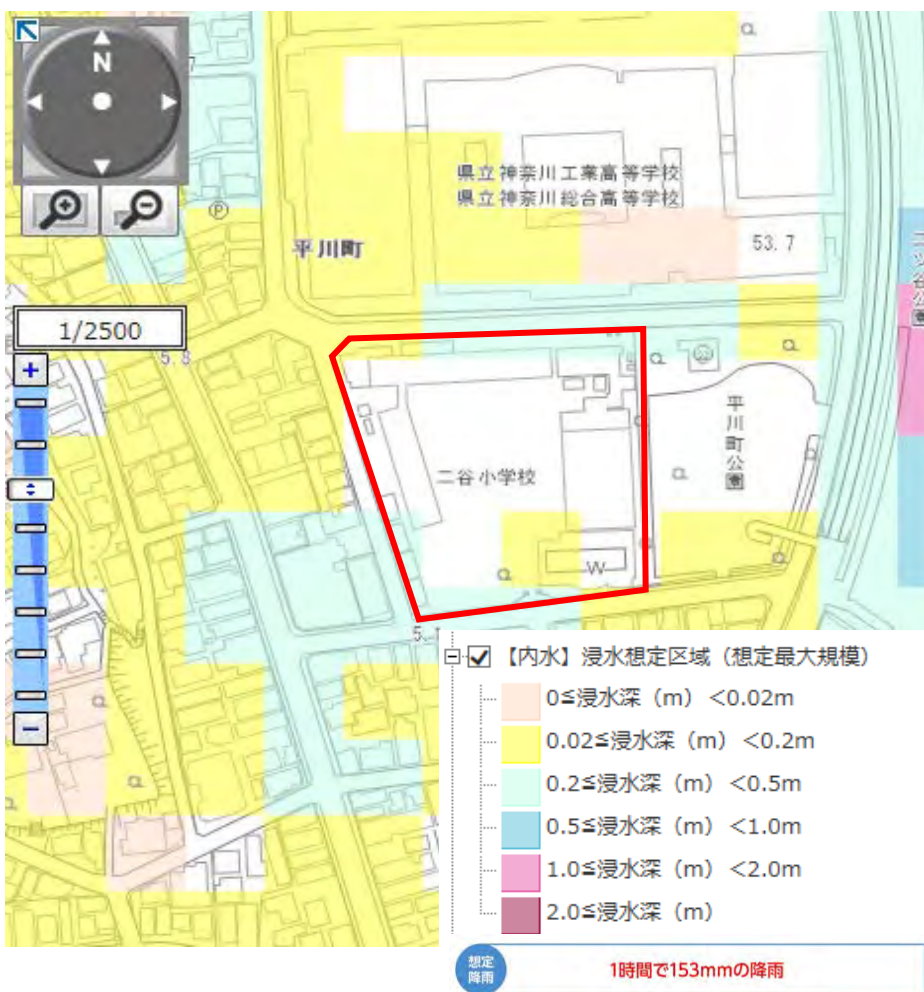 N
県立神奈川工業高等学校
県立神奈川総合高等学校
P
平川町
53.7
1/2500
5.8
平川町公園
二谷小学校
W
+
−
【内水】浸水想定区域（想定最大規模）
0≦浸水深（m）＜0.02m
0.02≦浸水深（m）＜0.2m
0.2≦浸水深（m）＜0.5m
0.5≦浸水深（m）＜1.0m
1.0≦浸水深（m）＜2.0m
2.0≦浸水深（m）
想定
降雨
1時間で153mmの降雨